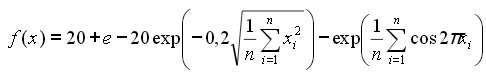 f(x) = 20 + e − 20 exp(−0,2 √(1/n ∑_{i=1}^{n} x_i^2)) − exp(1/n ∑_{i=1}^{n} cos 2πx_i)